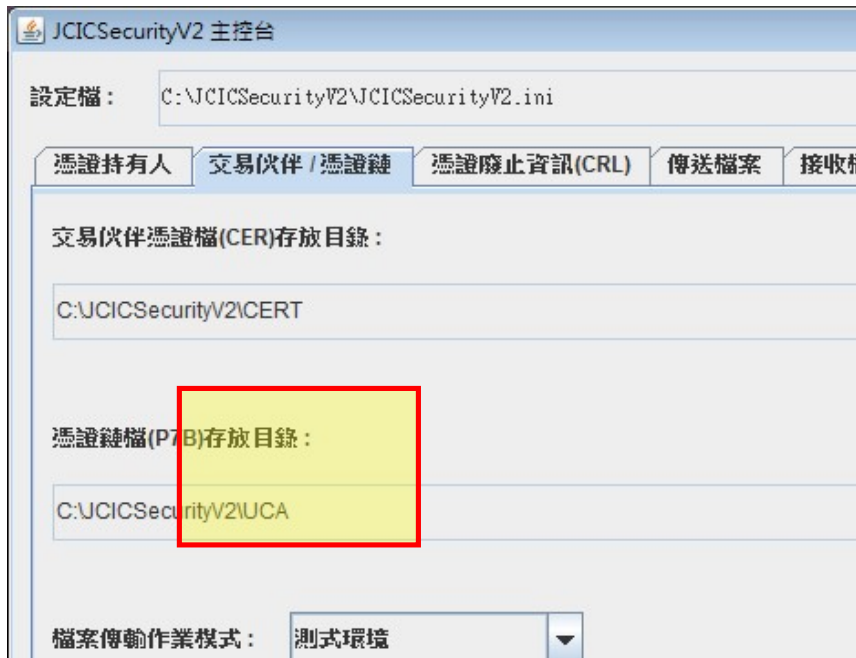 JCICSecurityV2 主控台
設定檔： C:\JCICSecurityV2\JCICSecurityV2.ini
憑證持有人 交易伙伴 / 憑證鏈 憑證廢止資訊(CRL) 傳送檔案 接收檔
交易伙伴憑證檔(CER)存放目錄：
C:\JCICSecurityV2\CERT
憑證鏈檔(P7B)存放目錄：
C:\JCICSecurityV2\UCA
檔案傳輸作業模式： 測式環境